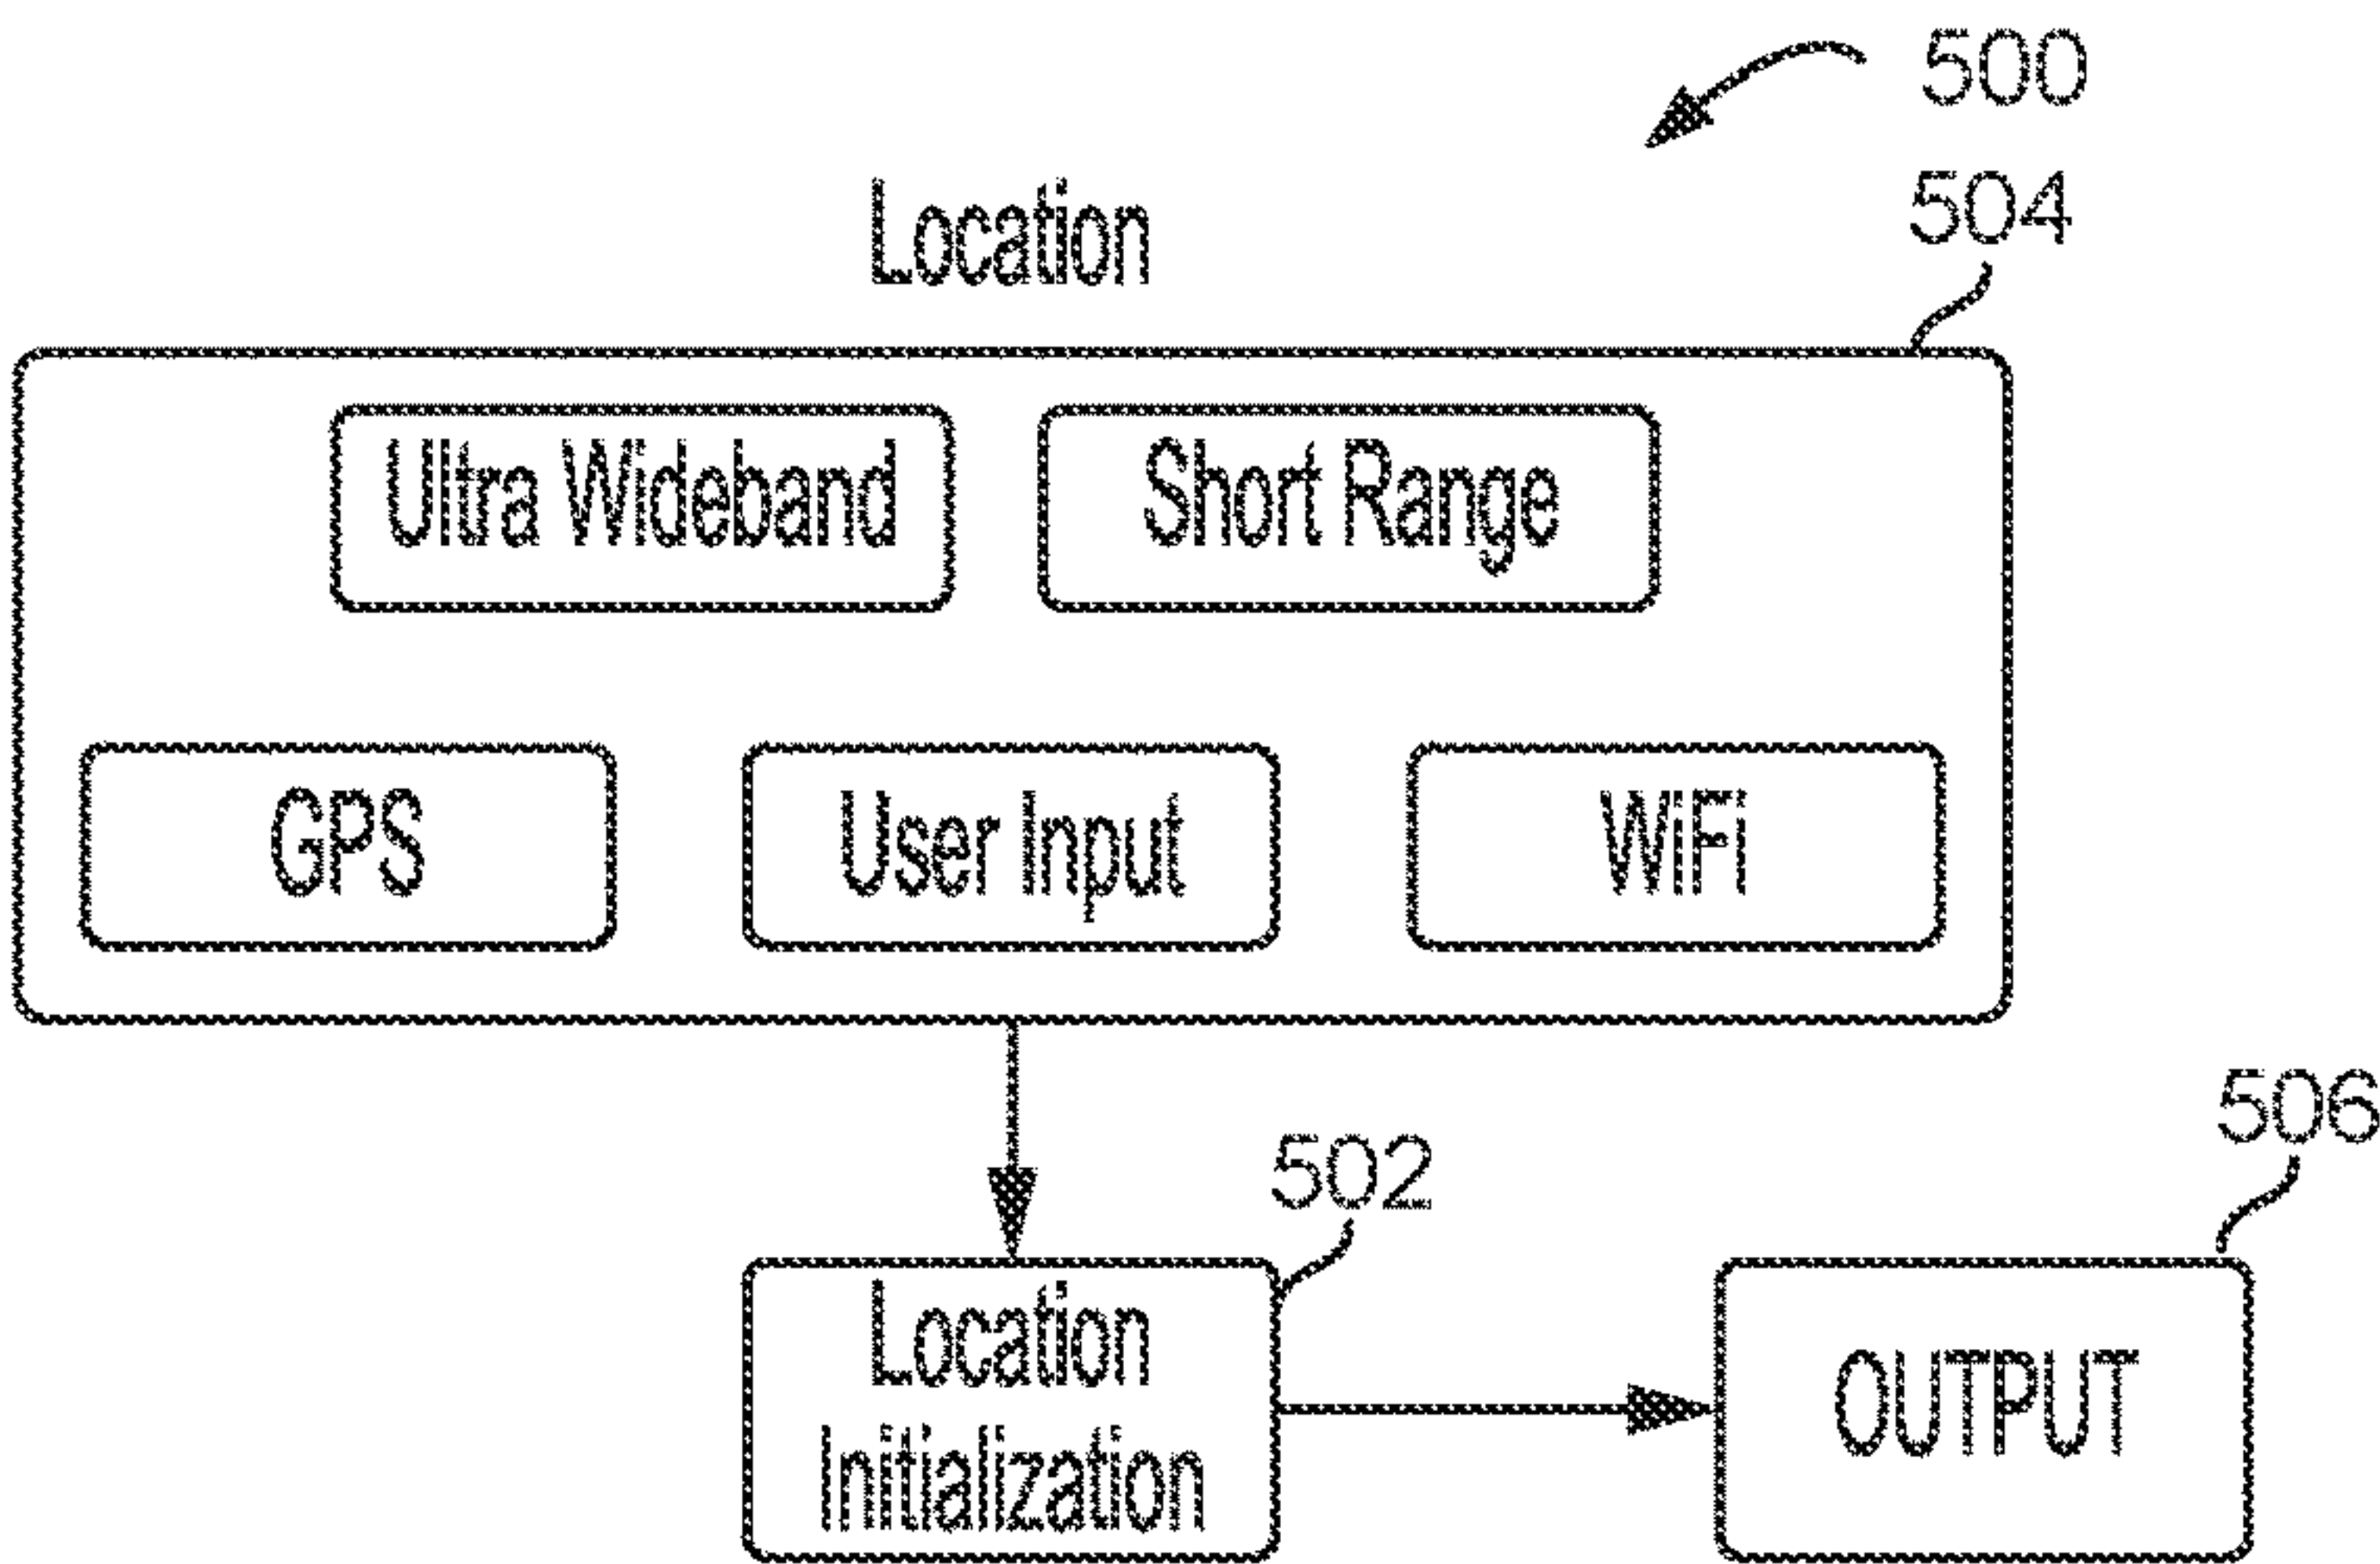 500
504
Location
Ultra Wideband
Short Range
GPS
User Input
WiFi
506
502
Location
Initialization
OUTPUT